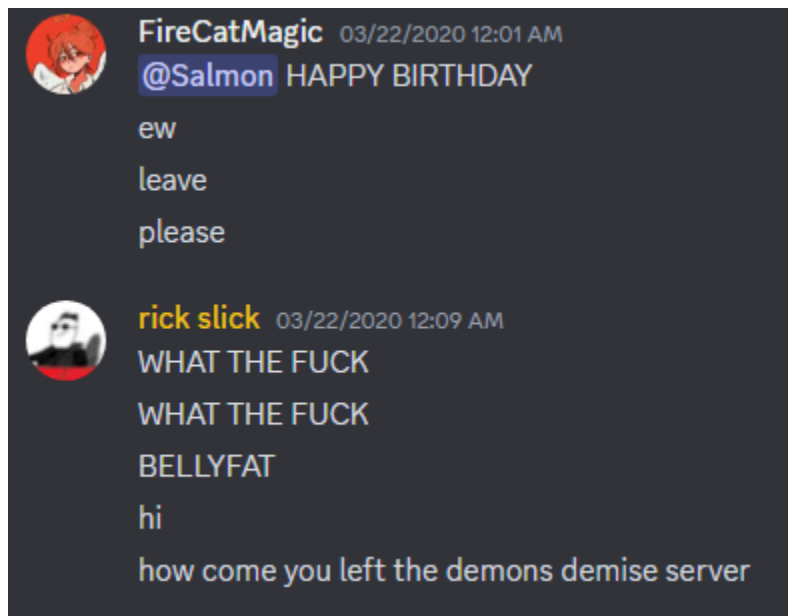 FireCatMagic 03/22/2020 12:01 AM
@Salmon HAPPY BIRTHDAY
ew
leave
please
rick slick 03/22/2020 12:09 AM
WHAT THE FUCK
WHAT THE FUCK
BELLYFAT
hi
how come you left the demons demise server